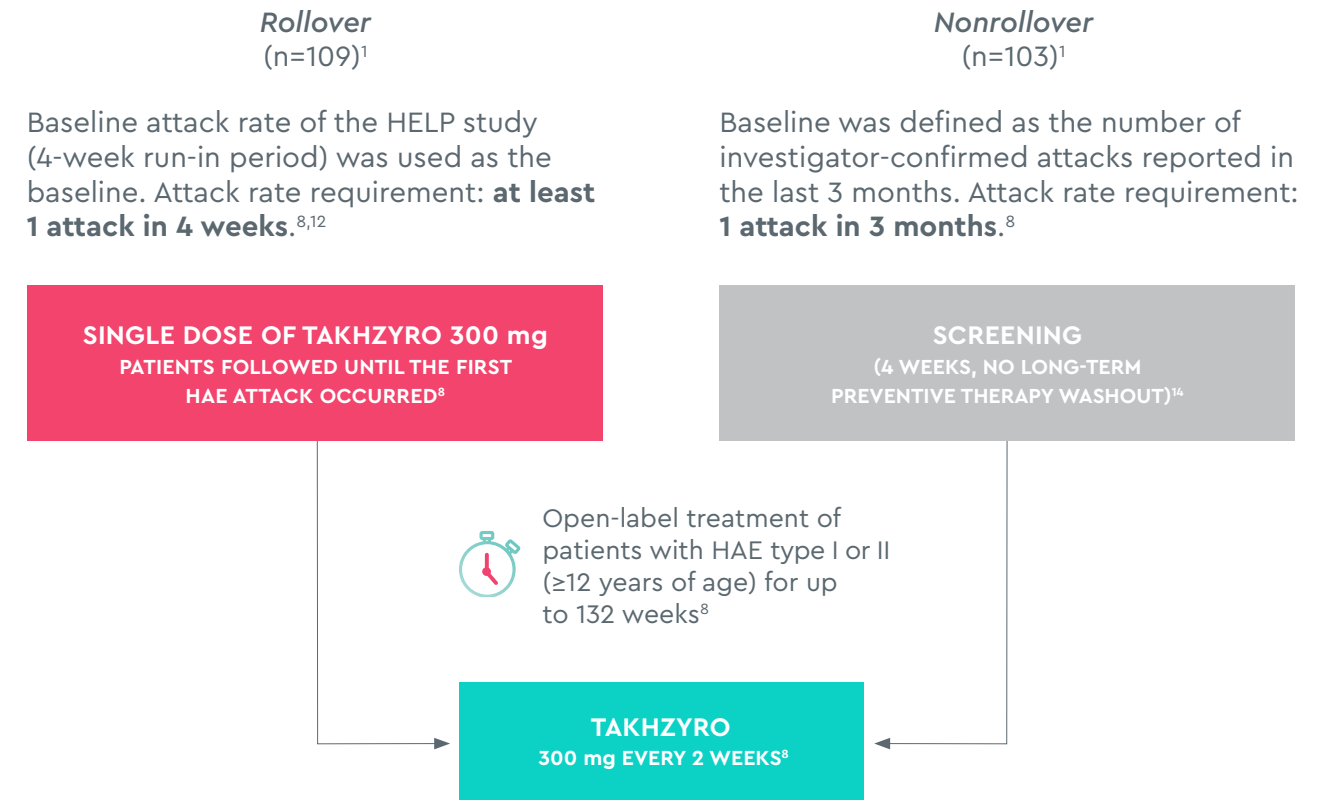 Rollover
(n=109)¹
Baseline attack rate of the HELP study
(4-week run-in period) was used as the
baseline. Attack rate requirement: at least
1 attack in 4 weeks.⁸,¹²
SINGLE DOSE OF TAKHZYRO 300 mg
PATIENTS FOLLOWED UNTIL THE FIRST
HAE ATTACK OCCURRED⁸
Nonrollover
(n=103)¹
Baseline was defined as the number of
investigator-confirmed attacks reported in
the last 3 months. Attack rate requirement:
1 attack in 3 months.⁸
SCREENING
(4 WEEKS, NO LONG-TERM
PREVENTIVE THERAPY WASHOUT)¹⁴
Open-label treatment of
patients with HAE type I or II
(≥12 years of age) for up
to 132 weeks⁸
TAKHZYRO
300 mg EVERY 2 WEEKS⁸